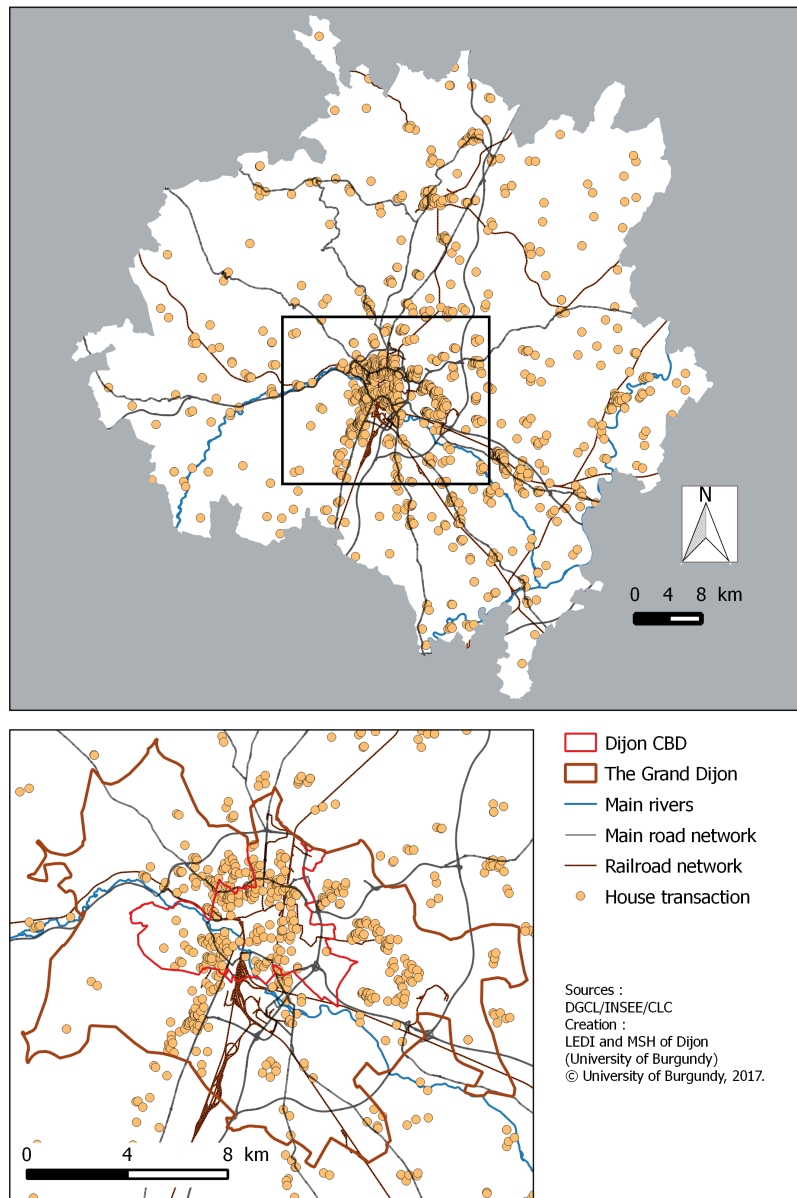 N
0 4 8 km
Dijon CBD
The Grand Dijon
Main rivers
Main road network
Railroad network
House transaction
Sources :
DGCL/INSEE/CLC
Creation :
LEDI and MSH of Dijon
(University of Burgundy)
© University of Burgundy, 2017.
0 4 8 km